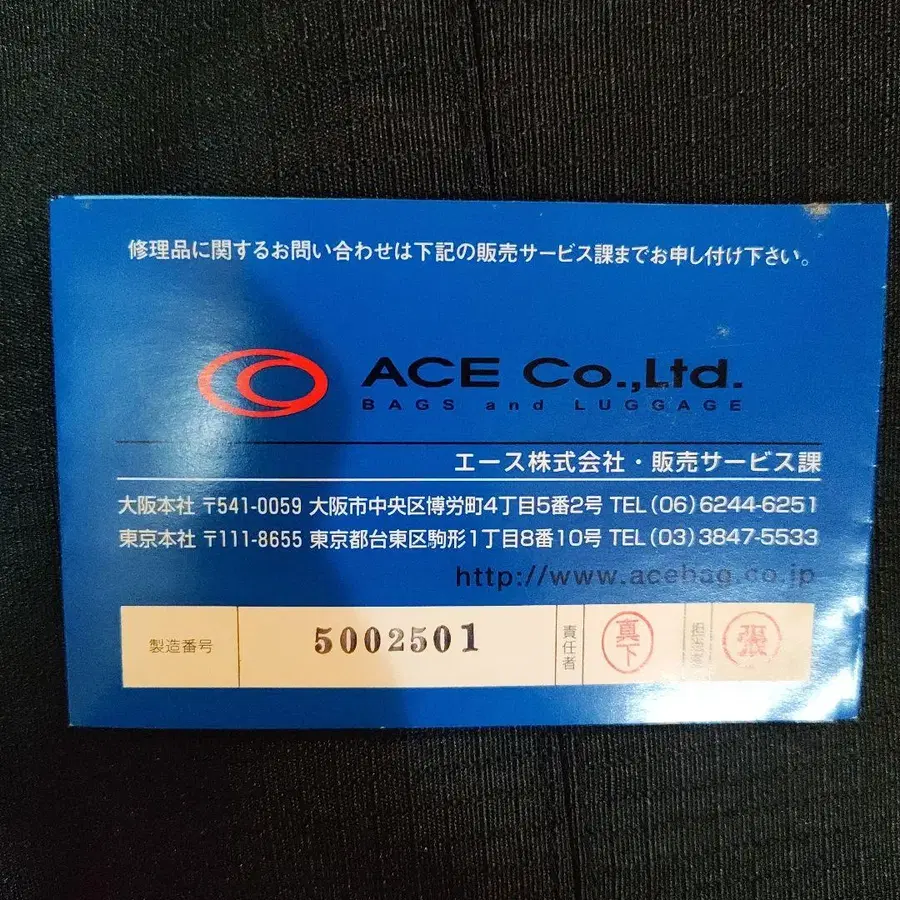 修理品に関するお問い合わせは下記の販売サービス課までお申し付け下さい。
ACE Co.,Ltd.
BAGS and LUGGAGE
エース株式会社・販売サービス課
大阪本社 〒541-0059 大阪市中央区博労町4丁目5番2号 TEL(06)6244-6251
東京本社 〒111-8655 東京都台東区駒形1丁目8番10号 TEL(03)3847-5533
http://www.acebag.co.jp
製造番号 5002501 責任者 真下 張